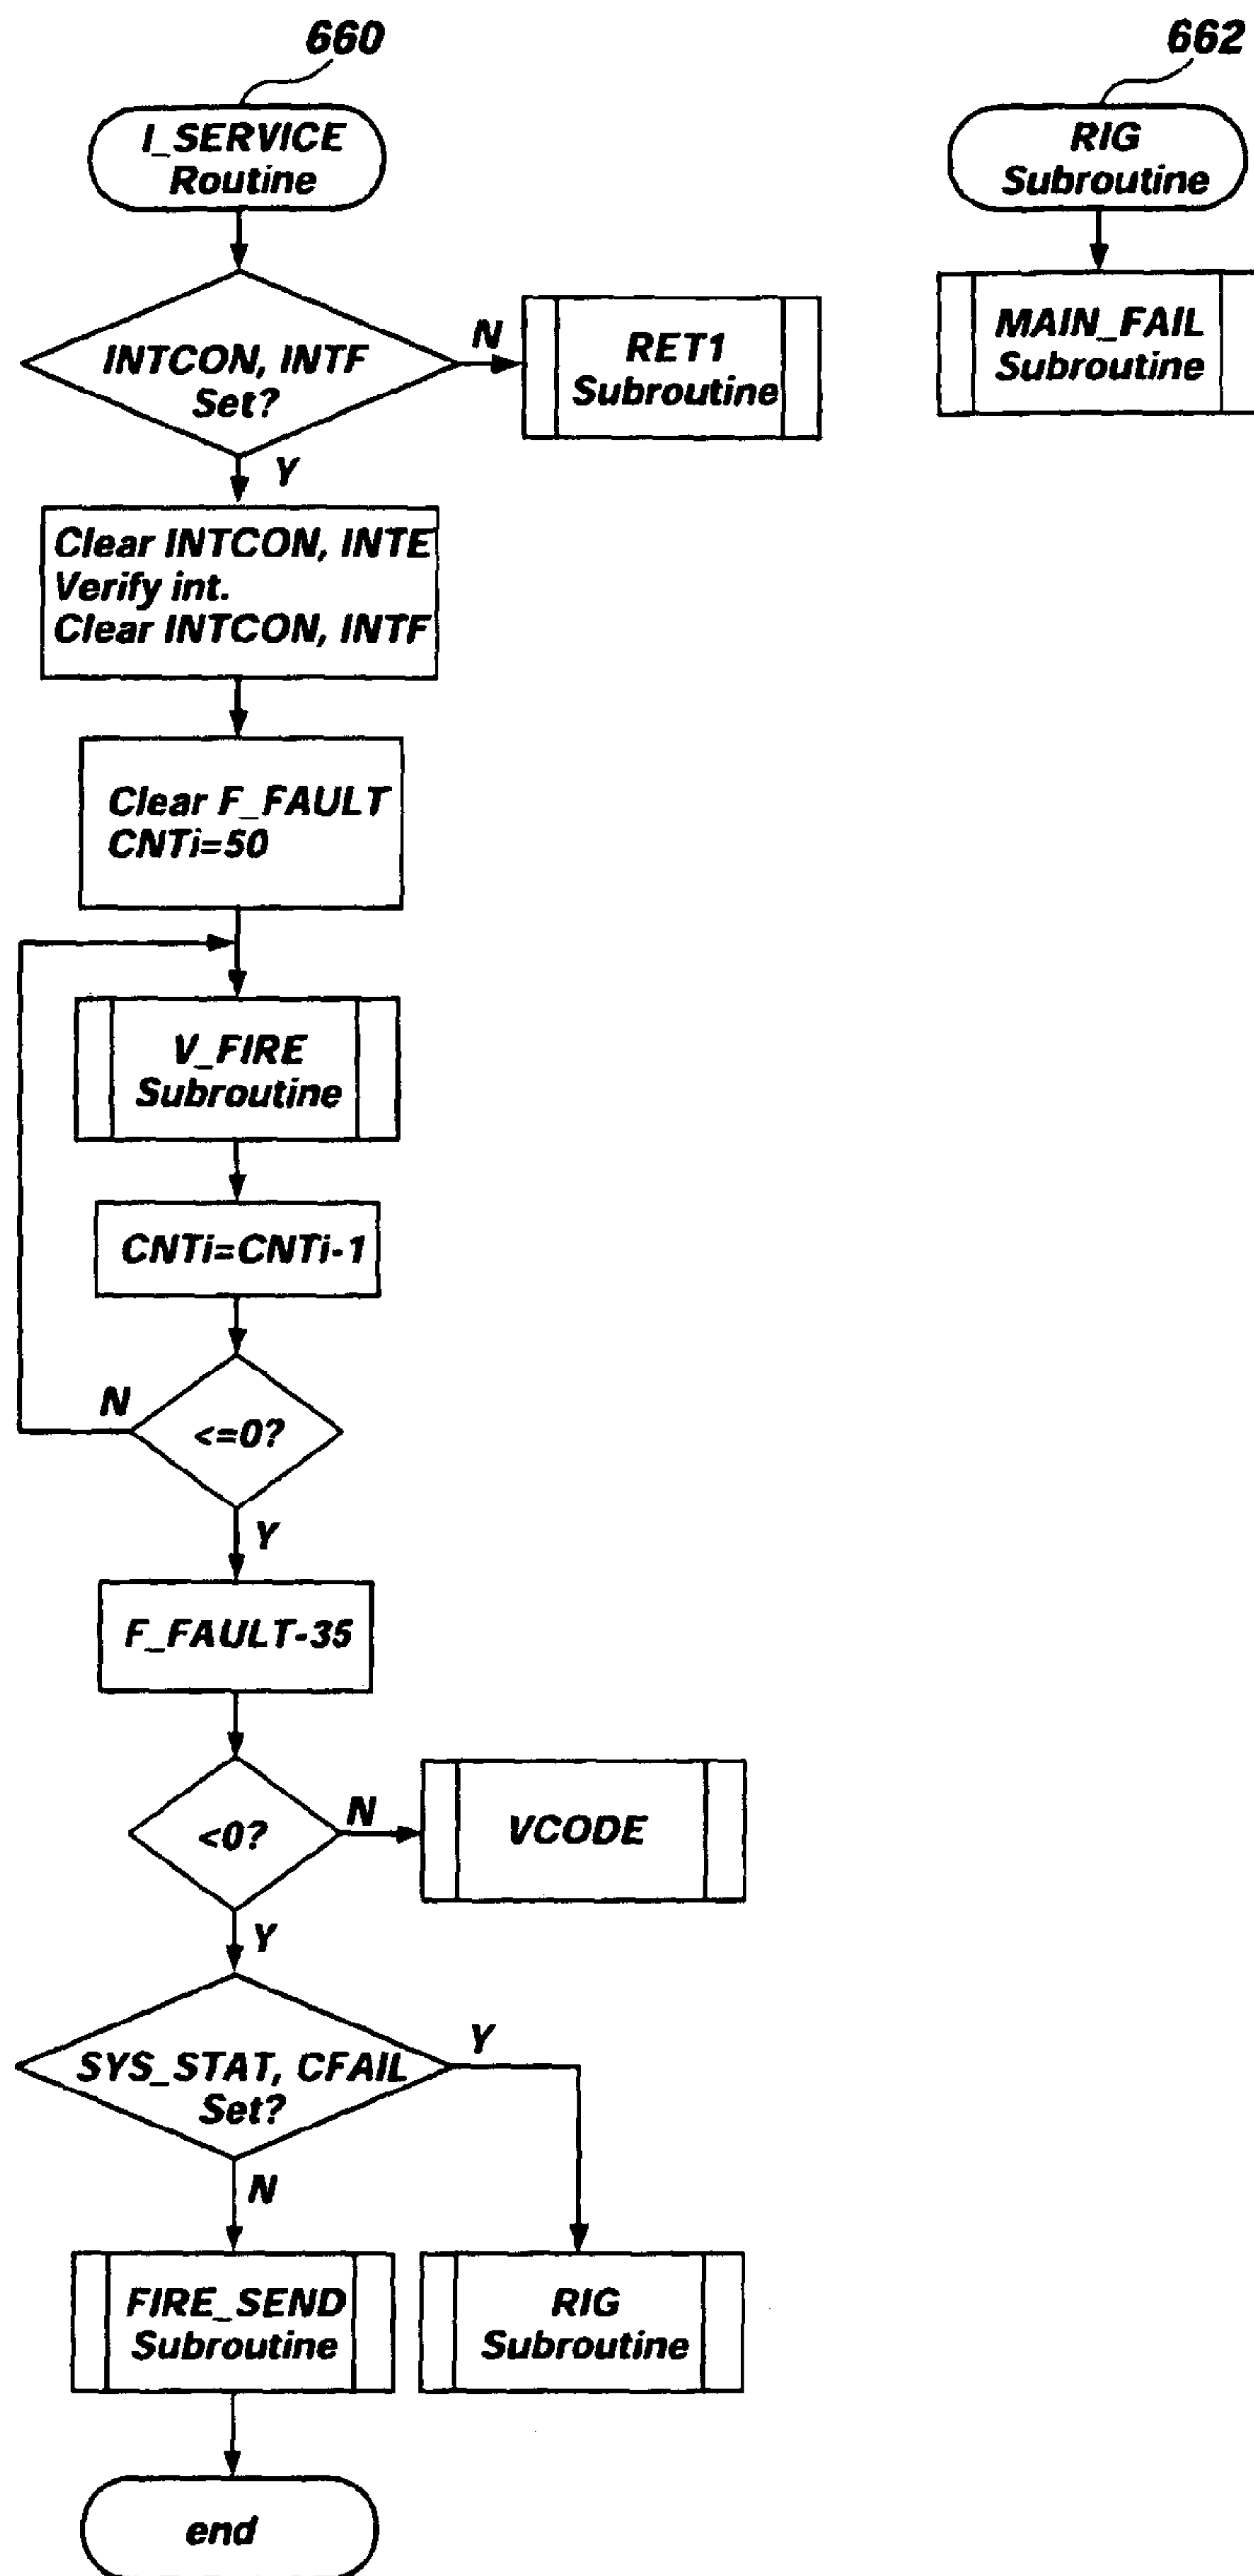 660
I_SERVICE
Routine
INTCON, INTF
Set?
N
RET1
Subroutine
Y
Clear INTCON, INTE
Verify int.
Clear INTCON, INTF
Clear F_FAULT
CNTi=50
V_FIRE
Subroutine
CNTi=CNTi-1
N
<=0?
Y
F_FAULT-35
<0?
N
VCODE
Y
SYS_STAT, CFAIL
Set?
Y
N
FIRE_SEND
Subroutine
RIG
Subroutine
end
662
RIG
Subroutine
MAIN_FAIL
Subroutine